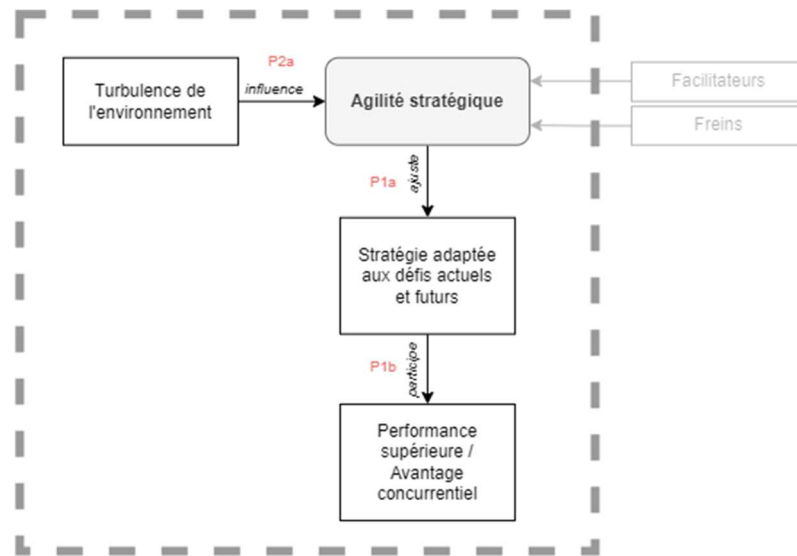 P2a
Turbulence de
l'environnement
influence
Agilité stratégique
Facilitateurs
Freins
P1a
ajuste
Stratégie adaptée
aux défis actuels
et futurs
P1b
participe
Performance
supérieure /
Avantage
concurrentiel